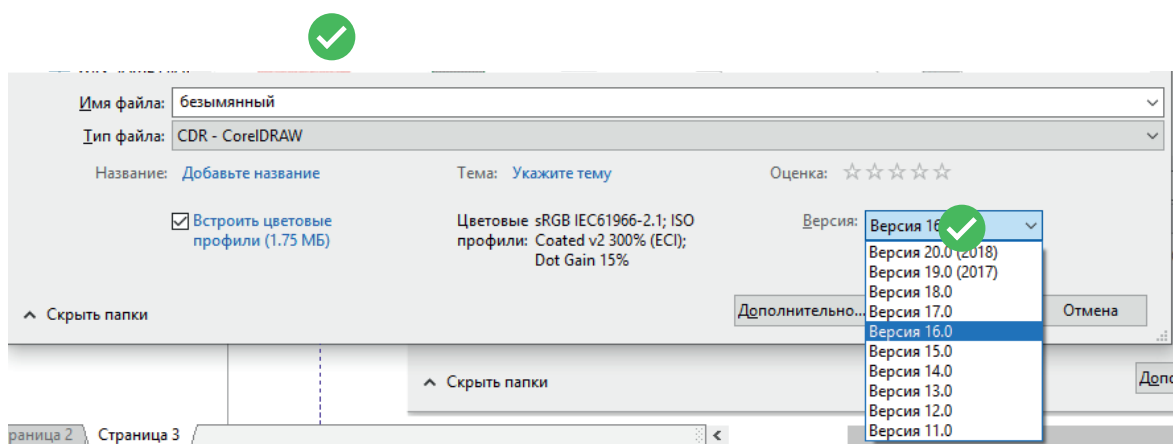 Имя файла: безымянный
Тип файла: CDR - CorelDRAW
Название: Добавьте название Тема: Укажите тему Оценка:
Встроить цветовые Цветовые sRGB IEC61966-2.1; ISO Версия: Версия 16
профили (1.75 МБ) профили: Coated v2 300% (ECI);
Dot Gain 15%
Версия 20.0 (2018)
Версия 19.0 (2017)
Версия 18.0
Скрыть папки Дополнительно... Версия 17.0 Отмена
Версия 16.0
Версия 15.0
Версия 14.0
Скрыть папки Версия 13.0
Версия 12.0
Версия 11.0
Страница 3